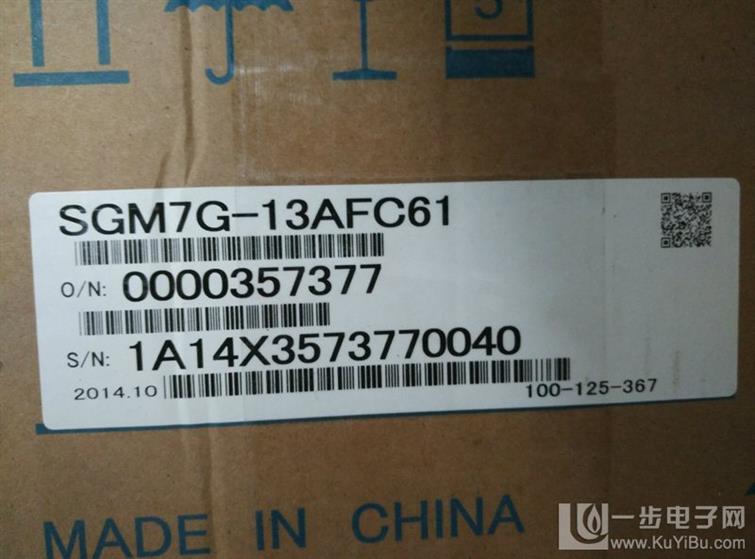 5
SGM7G-13AFC61
O/N: 0000357377
S/N: 1A14X3573770040
2014.10
100-125-367
MADE IN CHINA
一步电子网
www.KuYiBu.com